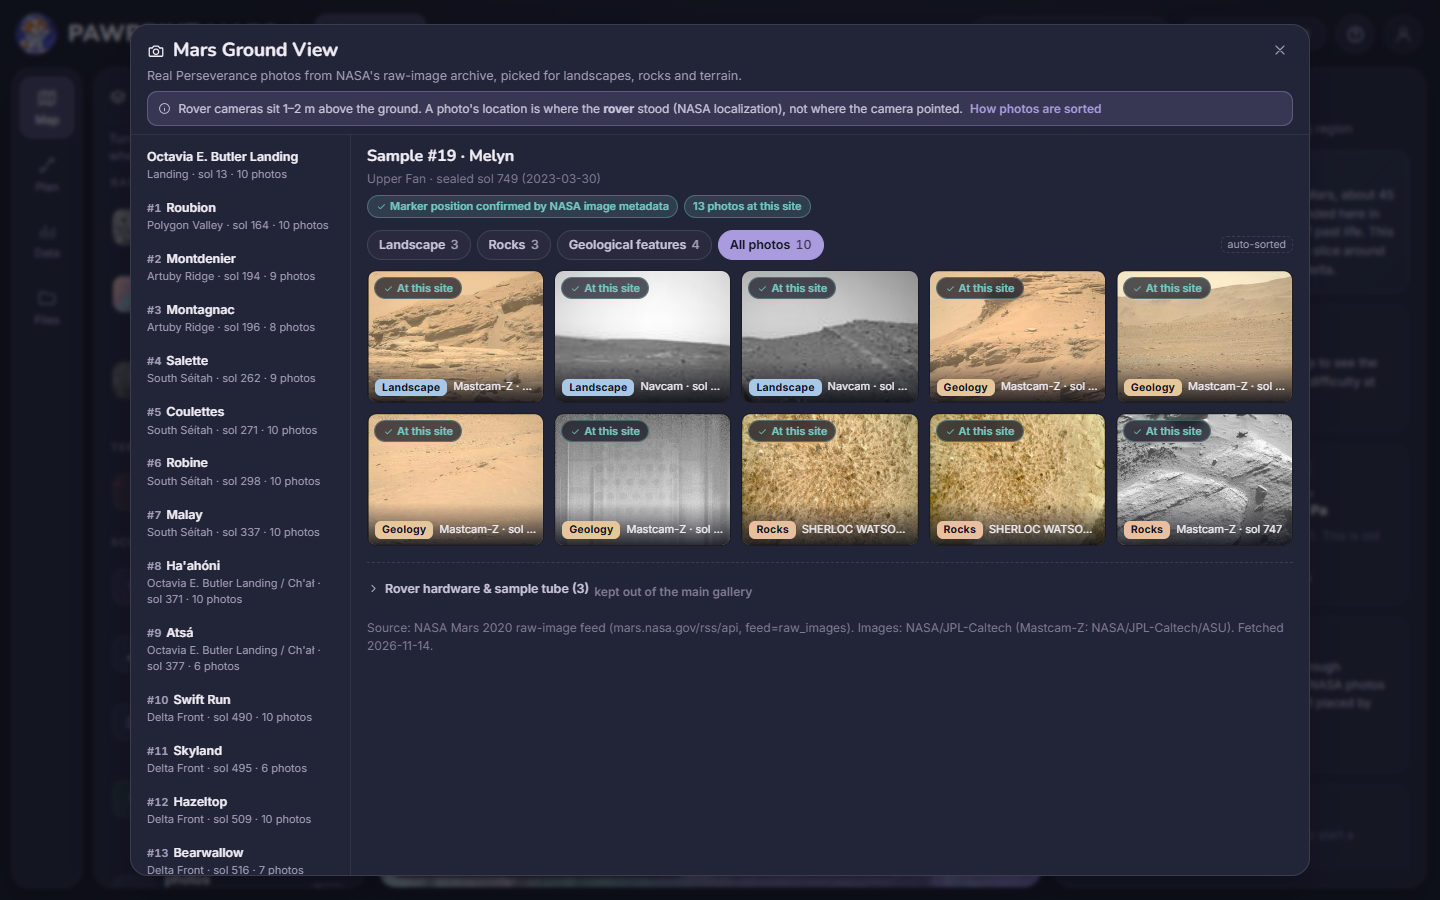 PAWP
Mars Ground View
Real Perseverance photos from NASA's raw-image archive, picked for landscapes, rocks and terrain.
Rover cameras sit 1–2 m above the ground. A photo's location is where the rover stood (NASA localization), not where the camera pointed. How photos are sorted
Octavia E. Butler Landing
Landing · sol 13 · 10 photos
#1 Roubion
Polygon Valley · sol 164 · 10 photos
#2 Montdenier
Artuby Ridge · sol 194 · 9 photos
#3 Montagnac
Artuby Ridge · sol 196 · 8 photos
#4 Salette
South Séítah · sol 262 · 9 photos
#5 Coulettes
South Séítah · sol 271 · 10 photos
#6 Robine
South Séítah · sol 298 · 10 photos
#7 Malay
South Séítah · sol 337 · 10 photos
#8 Ha'ahóni
Octavia E. Butler Landing / Ch'ał ·
sol 371 · 10 photos
#9 Atsá
Octavia E. Butler Landing / Ch'ał ·
sol 377 · 6 photos
#10 Swift Run
Delta Front · sol 490 · 10 photos
#11 Skyland
Delta Front · sol 495 · 6 photos
#12 Hazeltop
Delta Front · sol 509 · 10 photos
#13 Bearwallow
Delta Front · sol 516 · 7 photos
Sample #19 · Melyn
Upper Fan · sealed sol 749 (2023-03-30)
Marker position confirmed by NASA image metadata
13 photos at this site
Landscape 3
Rocks 3
Geological features 4
All photos 10
auto-sorted
At this site
Landscape Mastcam-Z · ...
At this site
Landscape Navcam · sol ...
At this site
Landscape Navcam · sol ...
At this site
Geology Mastcam-Z · sol ...
At this site
Geology Mastcam-Z · sol ...
At this site
Geology Mastcam-Z · sol ...
At this site
Geology Mastcam-Z · sol ...
At this site
Rocks SHERLOC WATSO...
At this site
Rocks SHERLOC WATSO...
At this site
Rocks Mastcam-Z · sol 747
Rover hardware & sample tube (3) kept out of the main gallery
Source: NASA Mars 2020 raw-image feed (mars.nasa.gov/rss/api, feed=raw_images). Images: NASA/JPL-Caltech (Mastcam-Z: NASA/JPL-Caltech/ASU). Fetched
2026-11-14.